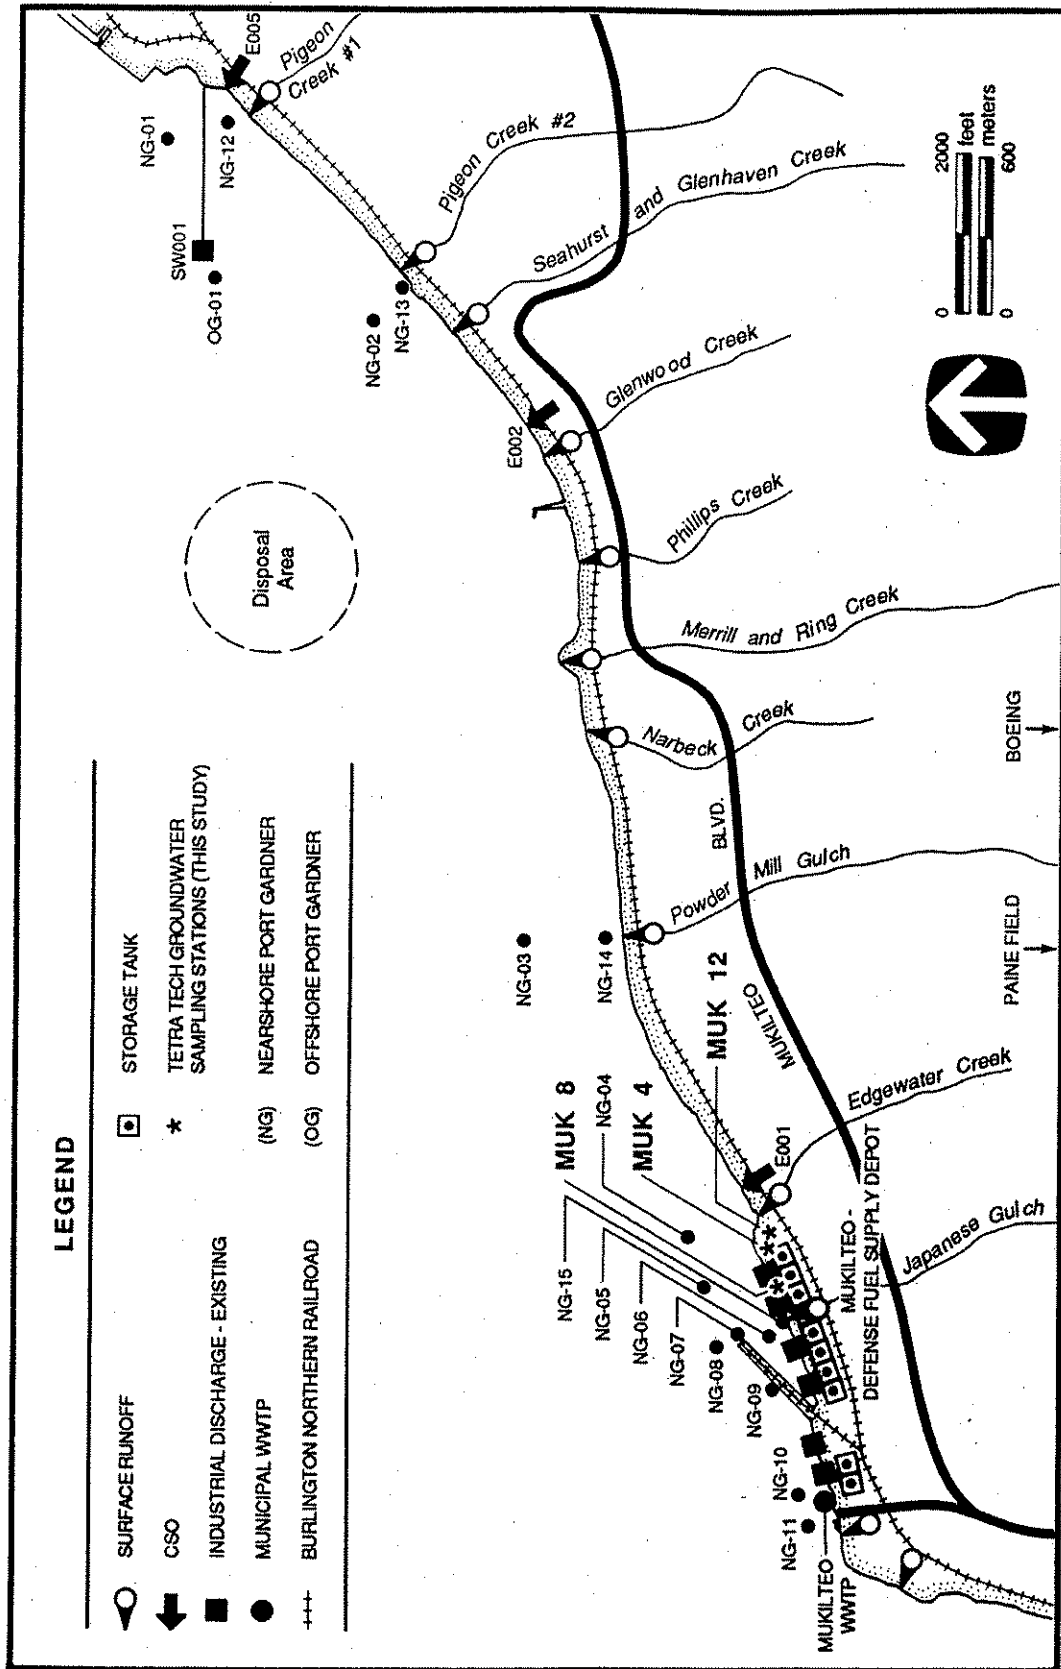 LEGEND
SURFACE RUNOFF
CSO
INDUSTRIAL DISCHARGE - EXISTING
MUNICIPAL WWTP
BURLINGTON NORTHERN RAILROAD
STORAGE TANK
TETRA TECH GROUNDWATER
SAMPLING STATIONS (THIS STUDY)
(NG) NEARSHORE PORT GARDNER
(OG) OFFSHORE PORT GARDNER
Disposal
Area
NG-01
NG-12
SW001
OG-01
E005
Pigeon
Creek #1
NG-02
NG-13
Pigeon Creek #2
Seahurst and Glenhaven Creek
E002
Glenwood Creek
Phillips Creek
Merrill and Ring Creek
Narbeck Creek
NG-03
NG-14
Powder Mill Gulch
MUKILTEO BLVD.
BOEING
PAINE FIELD
MUK 12
MUK 8
NG-04
MUK 4
NG-15
NG-05
NG-06
NG-07
NG-08
NG-09
NG-10
NG-11
E001
Edgewater Creek
MUKILTEO -
DEFENSE FUEL SUPPLY DEPOT
Japanese Gulch
MUKILTEO
WWTP
0 2000
feet
meters
0 600